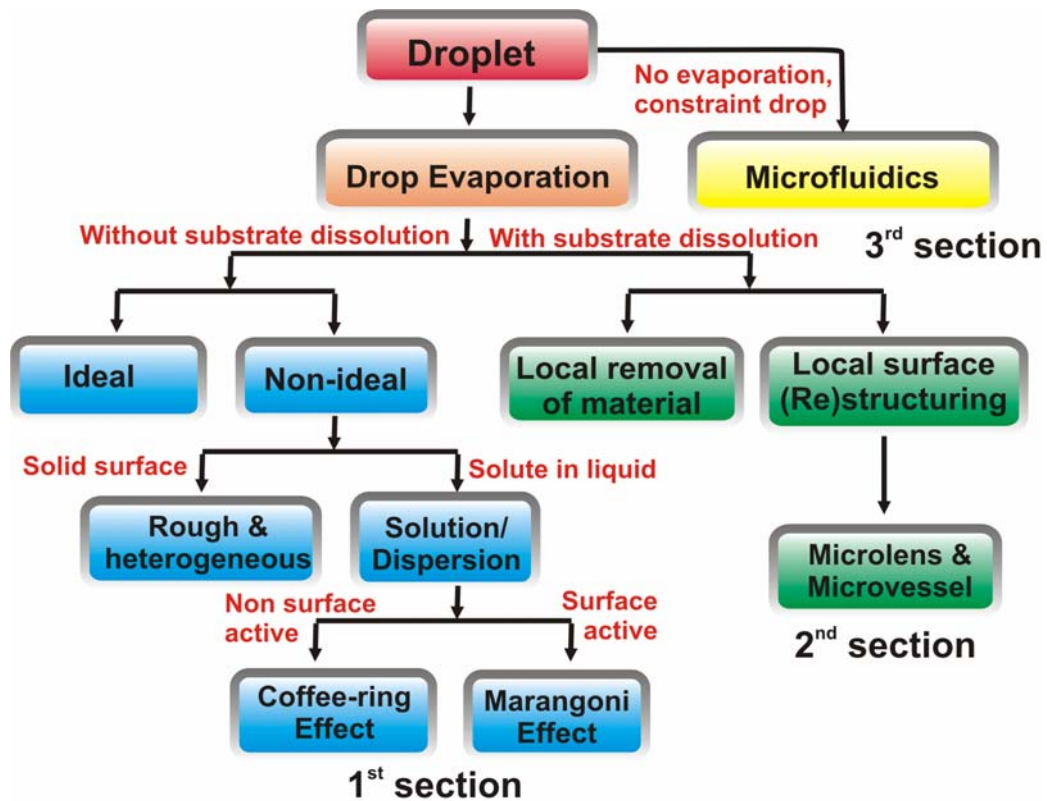 Droplet
No evaporation,
constraint drop
Drop Evaporation
Microfluidics
Without substrate dissolution
With substrate dissolution
3rd section
Ideal
Non-ideal
Local removal
of material
Local surface
(Re)structuring
Solid surface
Solute in liquid
Rough &
heterogeneous
Solution/
Dispersion
Microlens &
Microvessel
Non surface
active
Surface
active
2nd section
Coffee-ring
Effect
Marangoni
Effect
1st section